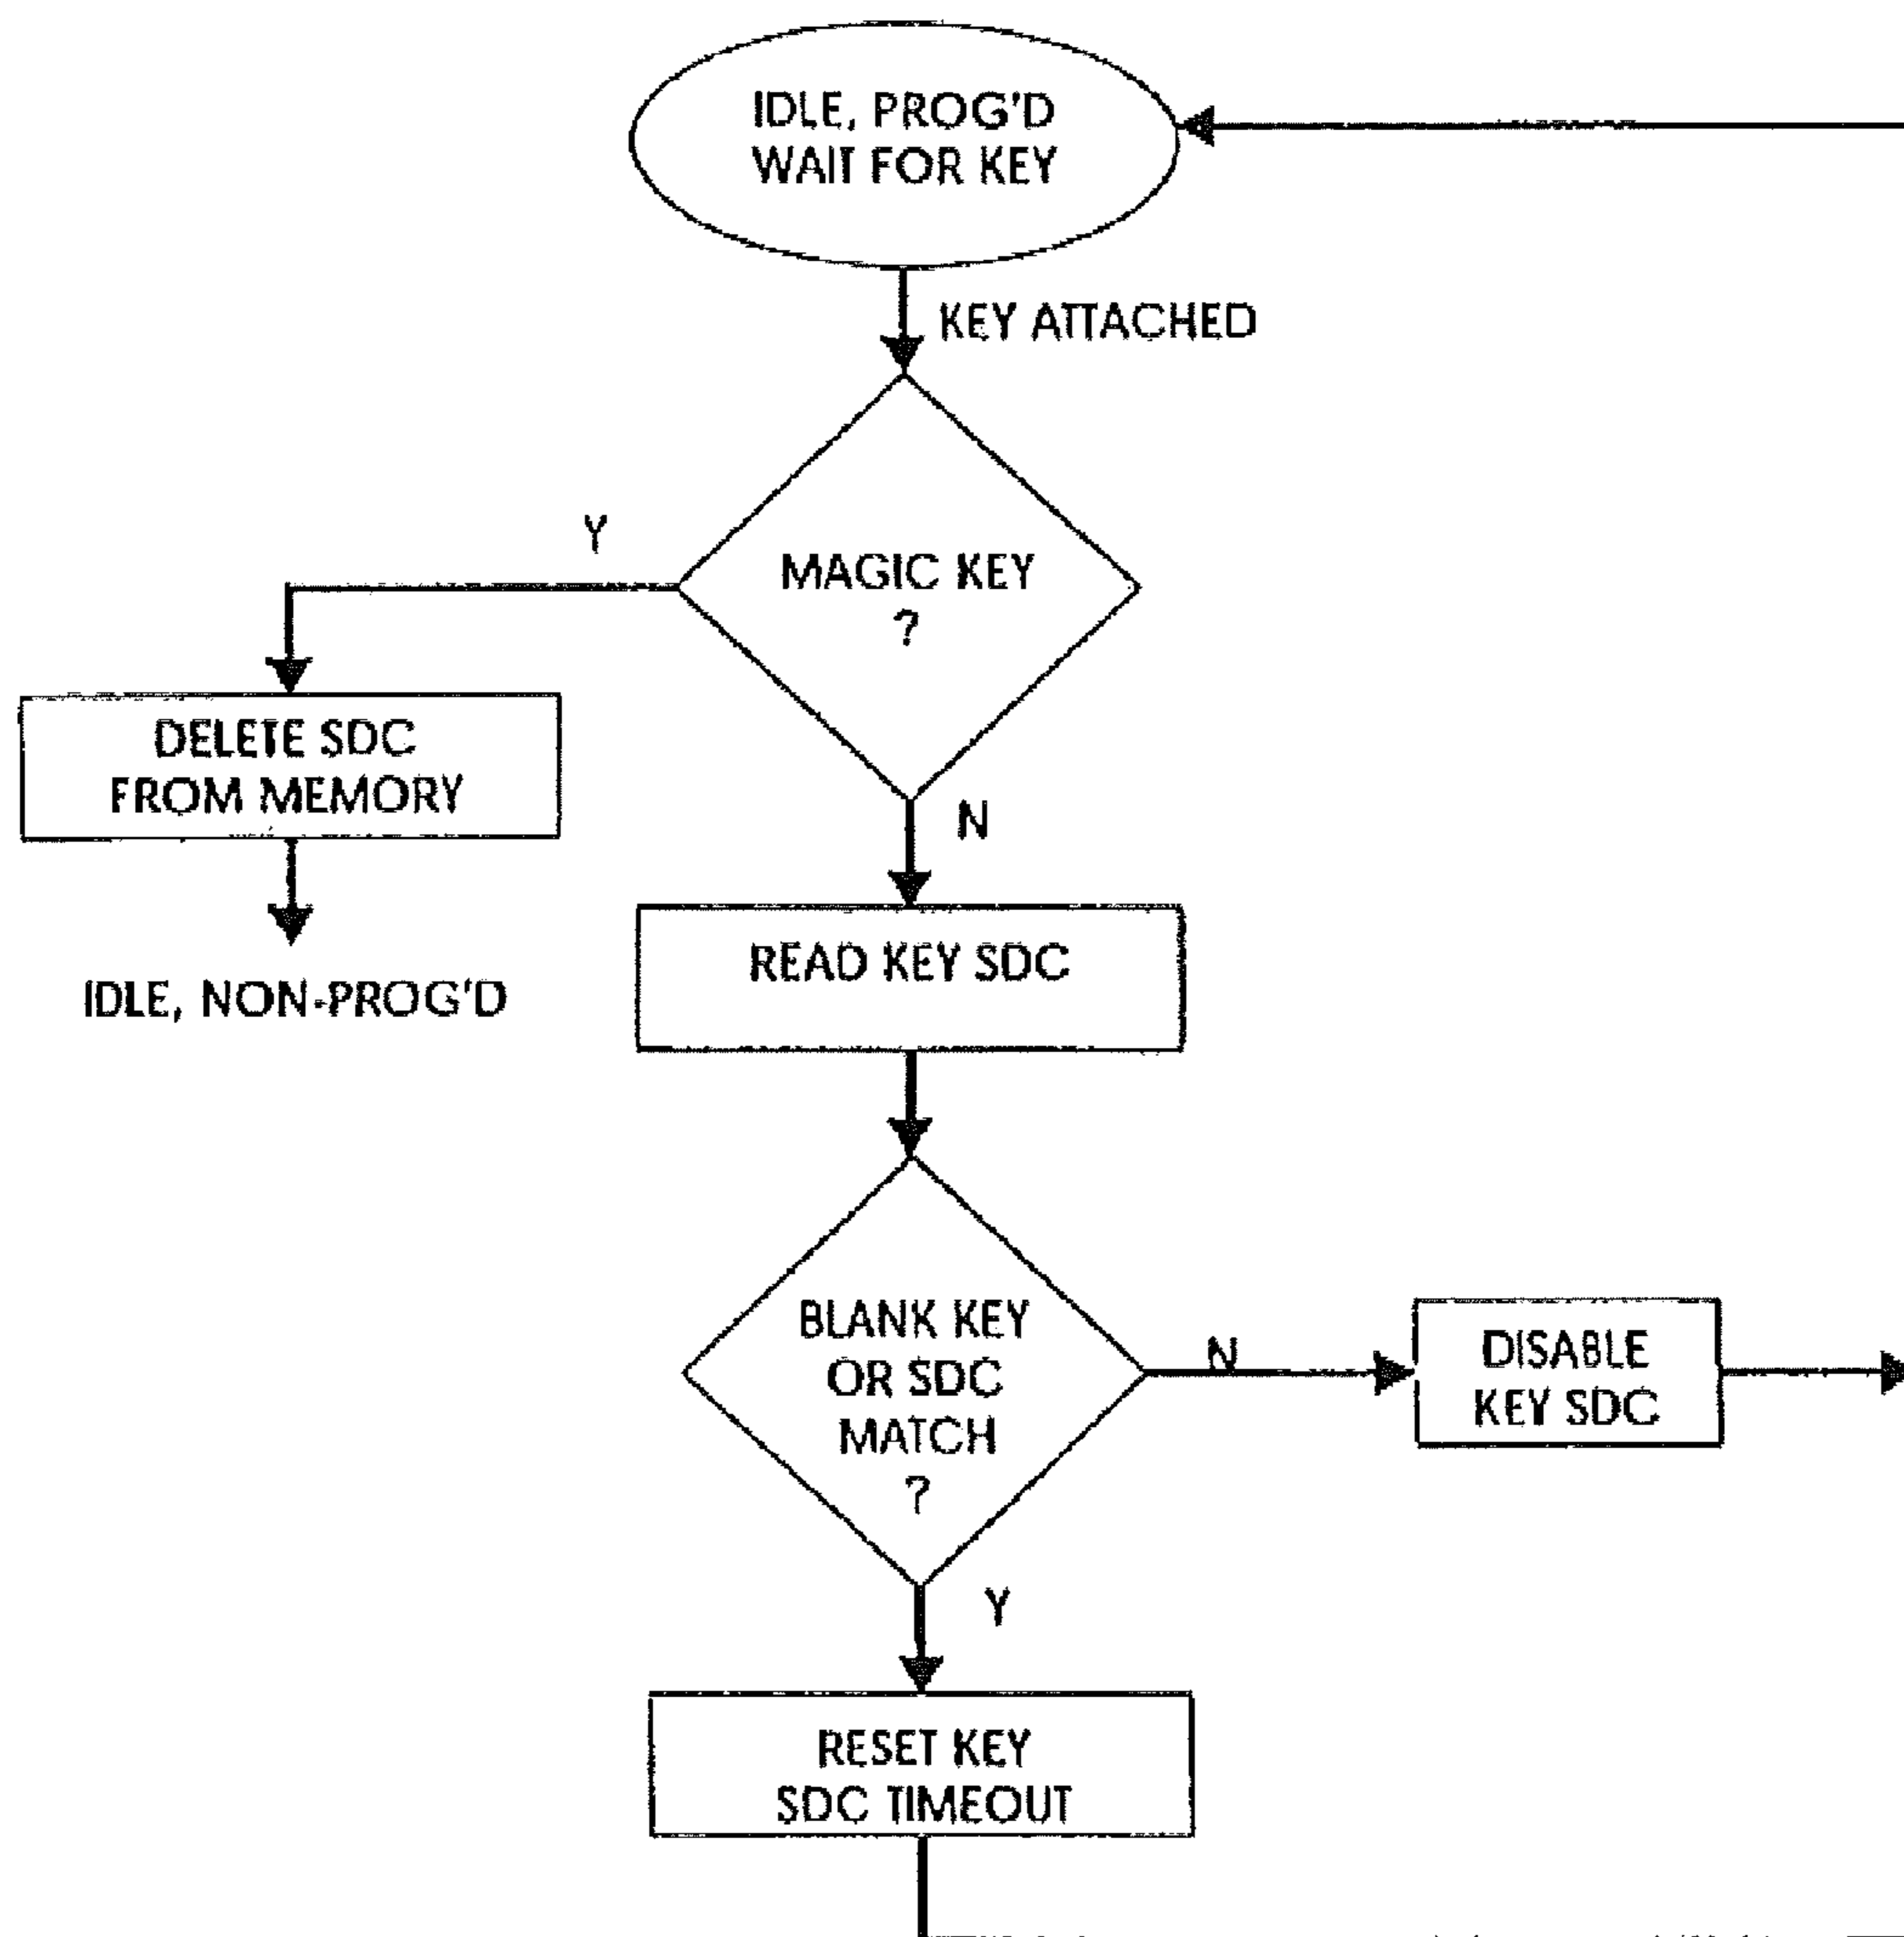 IDLE, PROG'D
WAIT FOR KEY
KEY ATTACHED
MAGIC KEY
?
Y
DELETE SDC
FROM MEMORY
IDLE, NON-PROG'D
N
READ KEY SDC
BLANK KEY
OR SDC
MATCH
?
N
DISABLE
KEY SDC
Y
RESET KEY
SDC TIMEOUT